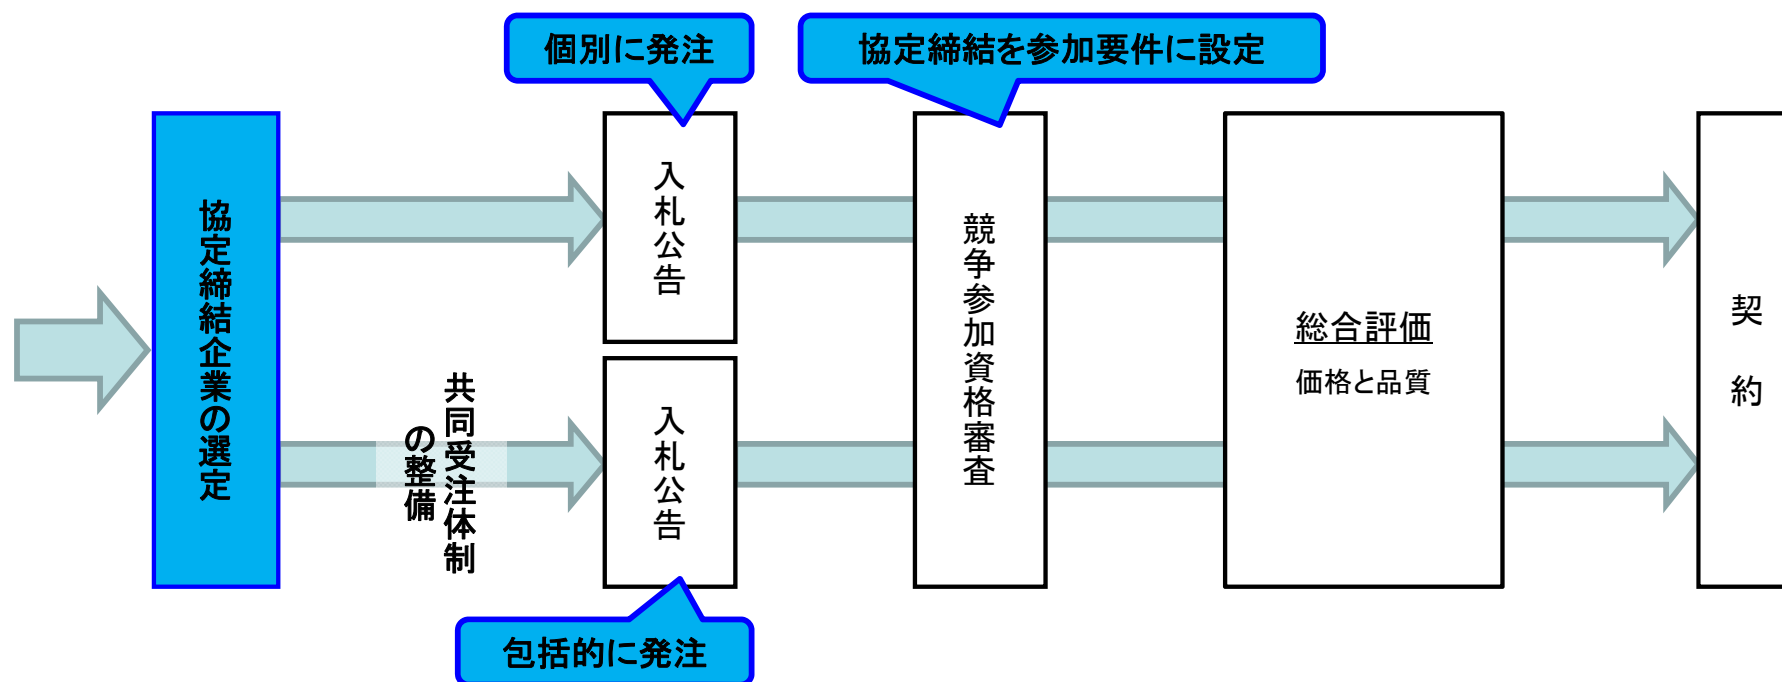 個別に発注
協定締結を参加要件に設定
協定締結企業の選定
共同受注体制
の整備
入札公告
入札公告
包括的に発注
競争参加資格審査
総合評価
価格と品質
契約